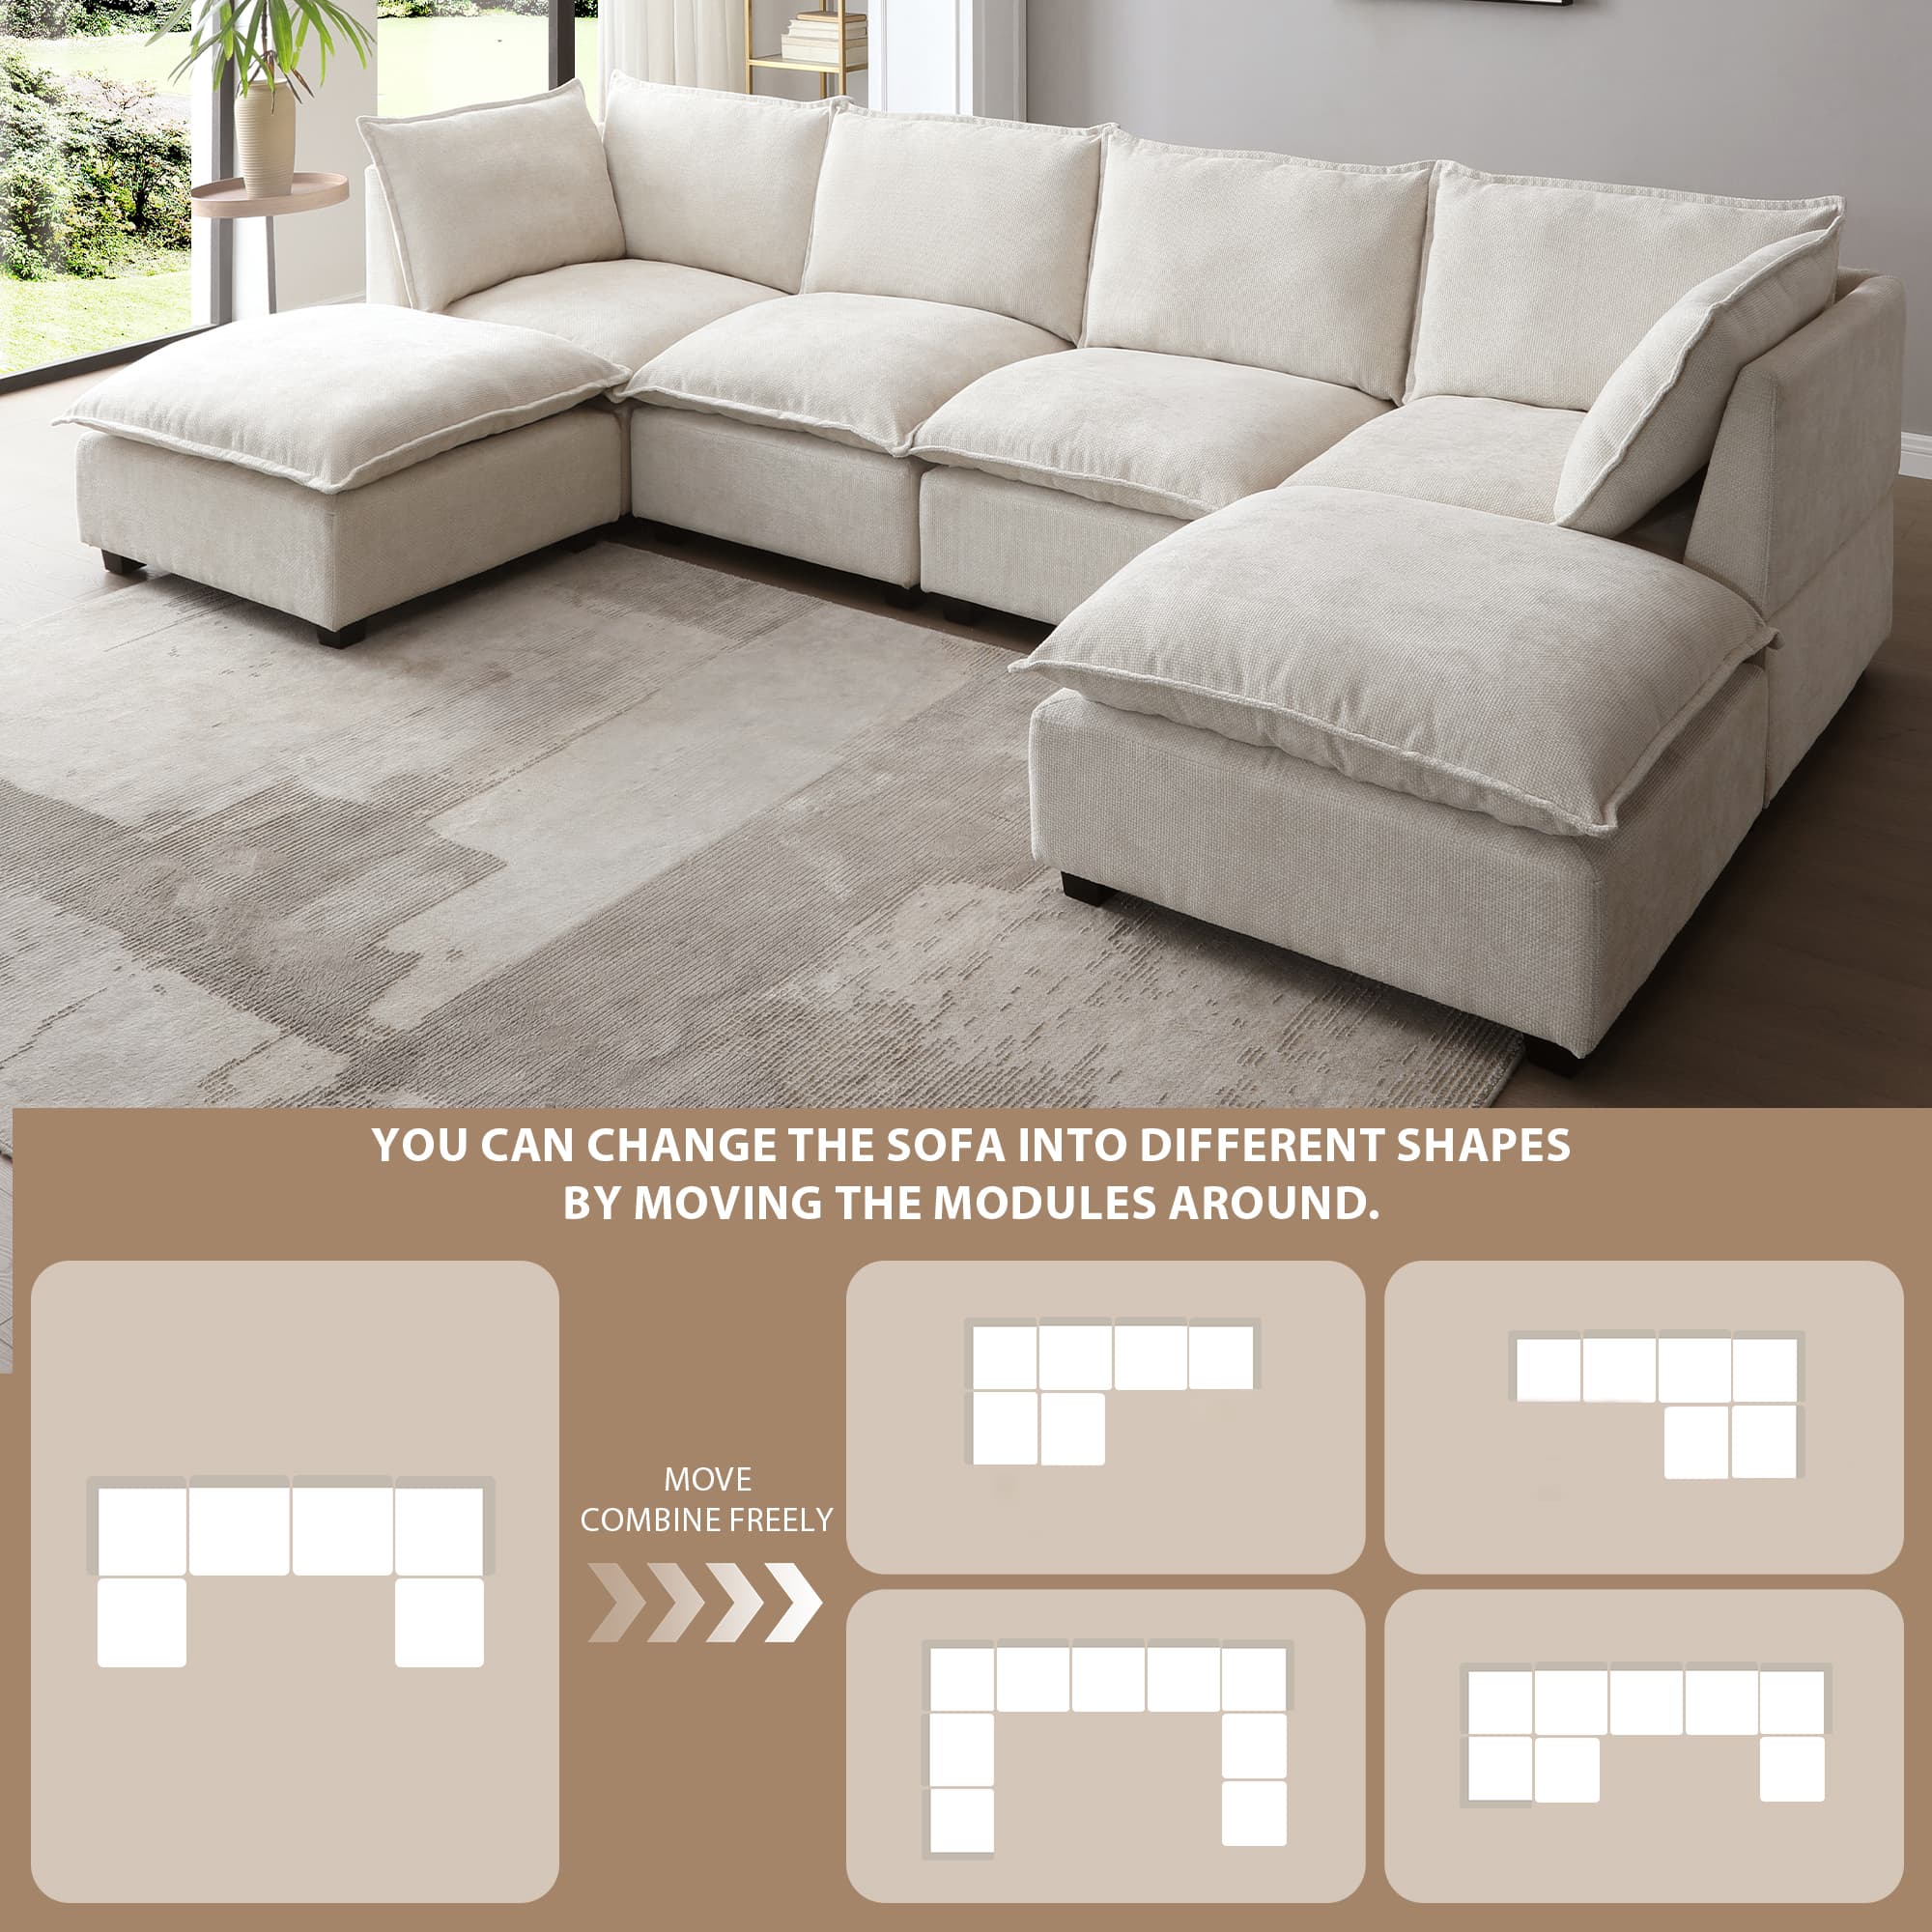 YOU CAN CHANGE THE SOFA INTO DIFFERENT SHAPES
BY MOVING THE MODULES AROUND.
MOVE
COMBINE FREELY